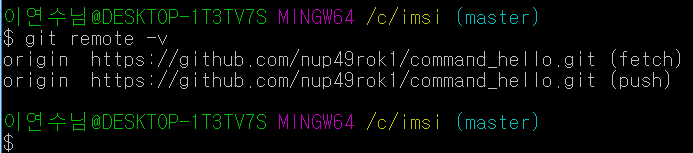 이연수님@DESKTOP-1T3TV7S MINGW64 /c/imsi (master)
$ git remote -v
origin  https://github.com/nup49rok1/command_hello.git (fetch)
origin  https://github.com/nup49rok1/command_hello.git (push)
이연수님@DESKTOP-1T3TV7S MINGW64 /c/imsi (master)
$